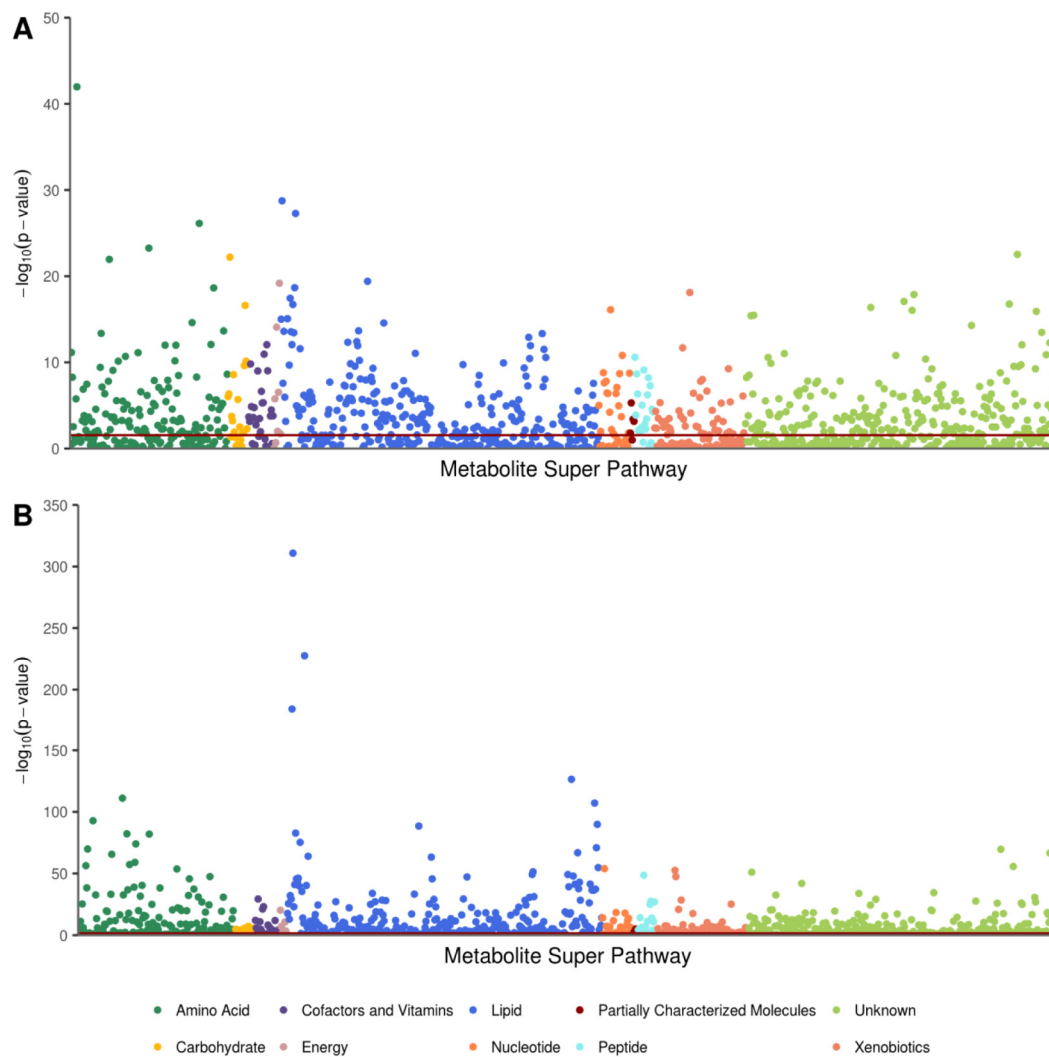 A
50
40
30
20
10
0
−log10(p−value)
Metabolite Super Pathway
B
350
300
250
200
150
100
50
0
−log10(p−value)
Metabolite Super Pathway
Amino Acid Cofactors and Vitamins Lipid Partially Characterized Molecules Unknown
Carbohydrate Energy Nucleotide Peptide Xenobiotics